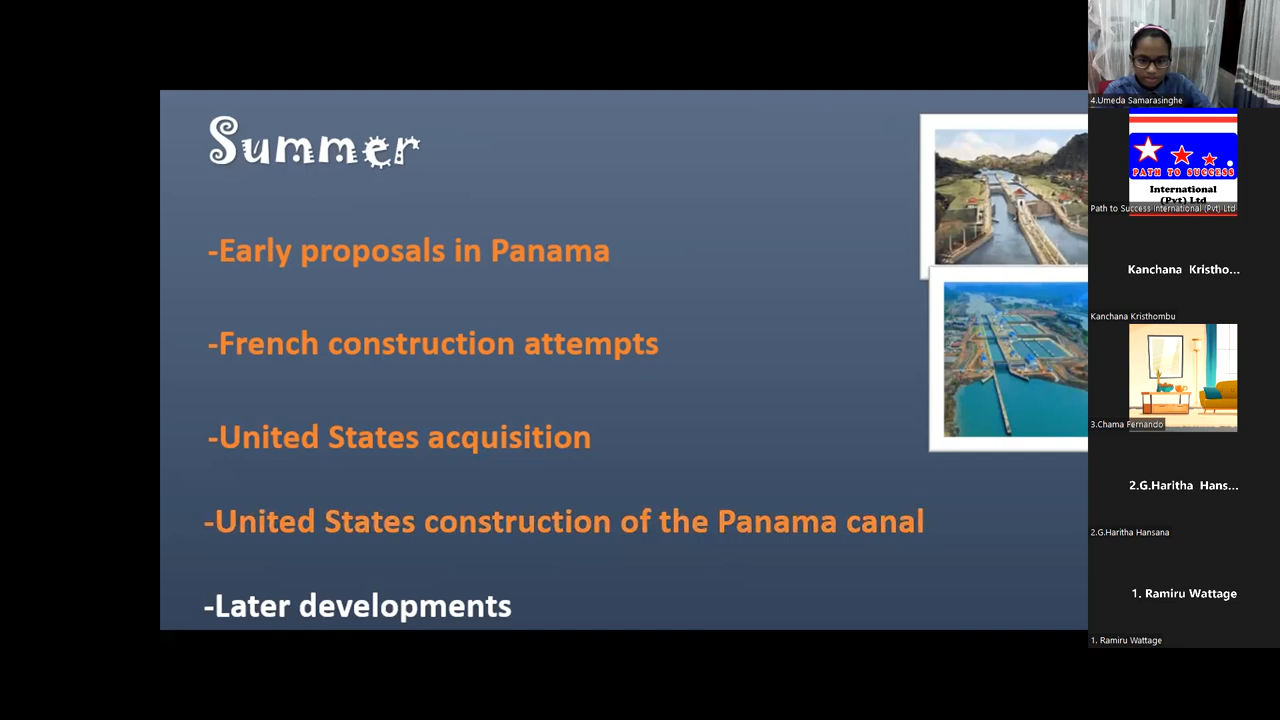 Summer
-Early proposals in Panama
-French construction attempts
-United States acquisition
-United States construction of the Panama canal
-Later developments
4.Umeda Samarasinghe
PATH TO SUCCESS
International
(Pvt) Ltd
Path to Success International (Pvt) Ltd
Kanchana Kristho...
Kanchana Kristhombu
3.Chama Fernando
2.G.Haritha Hans...
2.G.Haritha Hansana
1. Ramiru Wattage
1. Ramiru Wattage